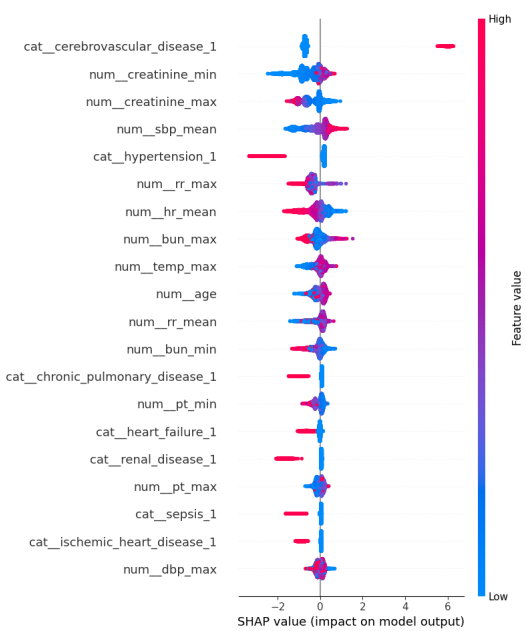 High
cat__cerebrovascular_disease_1
num__creatinine_min
num__creatinine_max
num__sbp_mean
cat__hypertension_1
num__rr_max
num__hr_mean
num__bun_max
num__temp_max
num__age
num__rr_mean
num__bun_min
cat__chronic_pulmonary_disease_1
num__pt_min
cat__heart_failure_1
cat__renal_disease_1
num__pt_max
cat__sepsis_1
cat__ischemic_heart_disease_1
num__dbp_max
Feature value
Low
−2 0 2 4 6
SHAP value (impact on model output)